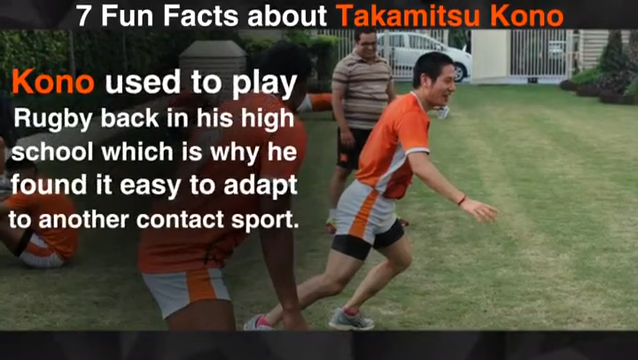 7 Fun Facts about Takamitsu Kono
Kono used to play
Rugby back in his high
school which is why he
found it easy to adapt
to another contact sport.